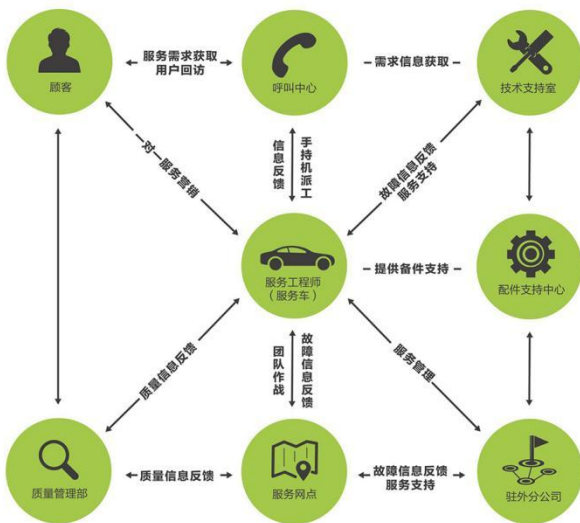 顾客
服务需求获取
用户回访
呼叫中心
需求信息获取
技术支持室
对一服务营销
信息反馈
手持机派工
故障信息反馈
服务支持
服务工程师
（服务车）
提供备件支持
配件支持中心
质量信息反馈
团队作战
故障信息反馈
服务管理
质量管理部
质量信息反馈
服务网点
故障信息反馈
服务支持
驻外分公司